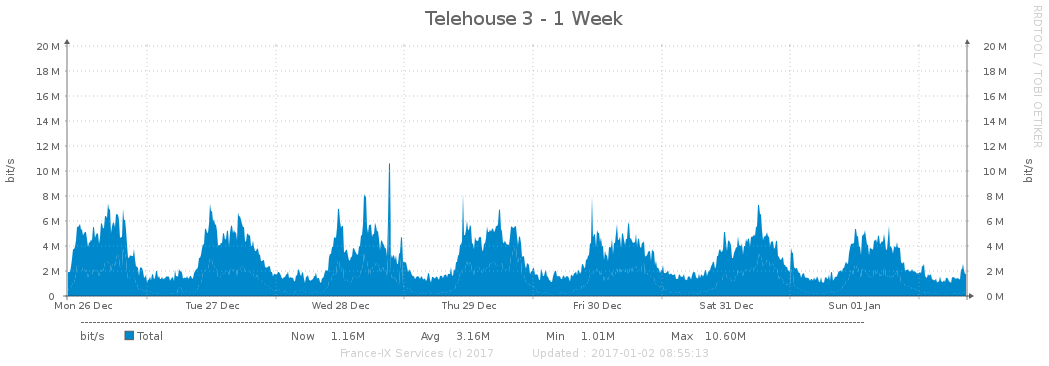 Telehouse 3 - 1 Week
RRDTOOL / TOBI OETIKER
20 M 20 M
18 M 18 M
16 M 16 M
14 M 14 M
12 M 12 M
10 M 10 M
8 M 8 M
6 M 6 M
4 M 4 M
2 M 2 M
0 0 M
bit/s
bit/s
Mon 26 Dec Tue 27 Dec Wed 28 Dec Thu 29 Dec Fri 30 Dec Sat 31 Dec Sun 01 Jan
bit/s Total Now 1.16M Avg 3.16M Min 1.01M Max 10.60M
France-IX Services (c) 2017 Updated : 2017-01-02 08:55:13